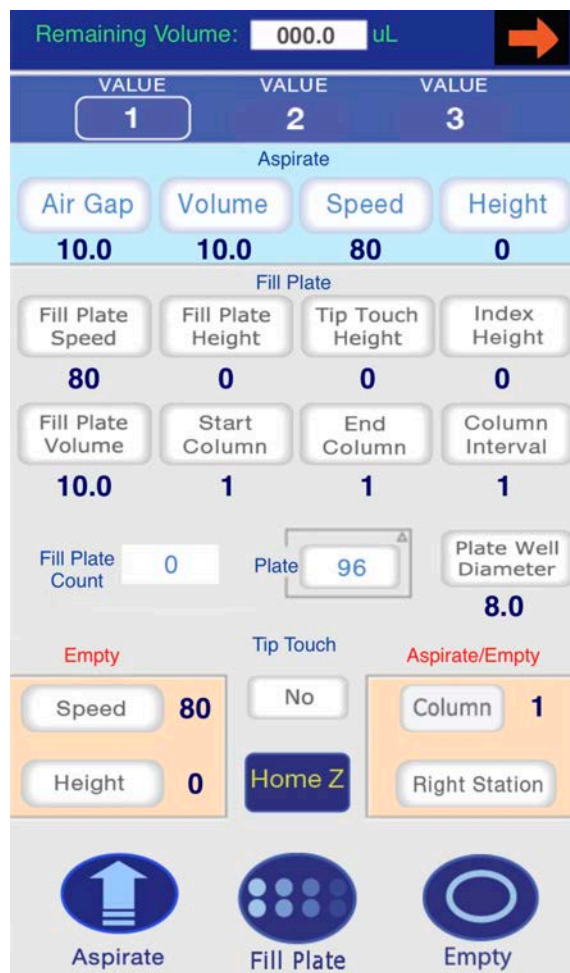 Remaining Volume: 000.0 uL
VALUE VALUE VALUE
1 2 3
Aspirate
Air Gap Volume Speed Height
10.0 10.0 80 0
Fill Plate
Fill Plate Speed Fill Plate Height Tip Touch Height Index Height
80 0 0 0
Fill Plate Volume Start Column End Column Column Interval
10.0 1 1 1
Fill Plate Count 0 Plate 96 Plate Well Diameter
8.0
Empty Tip Touch Aspirate/Empty
Speed 80 No Column 1
Height 0 Home Z Right Station
Aspirate Fill Plate Empty